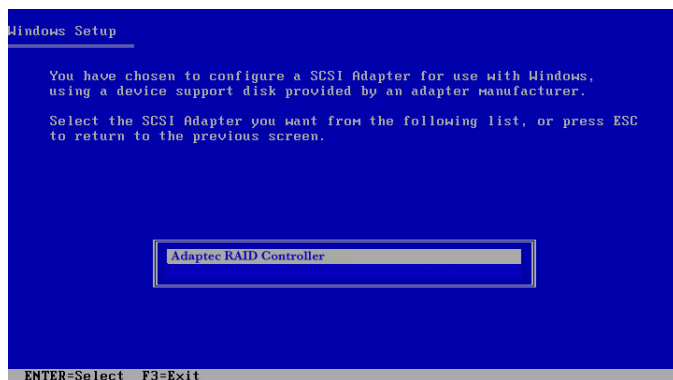 Windows Setup
You have chosen to configure a SCSI Adapter for use with Windows,
using a device support disk provided by an adapter manufacturer.
Select the SCSI Adapter you want from the following list, or press ESC
to return to the previous screen.
Adaptec RAID Controller
ENTER=Select F3=Exit